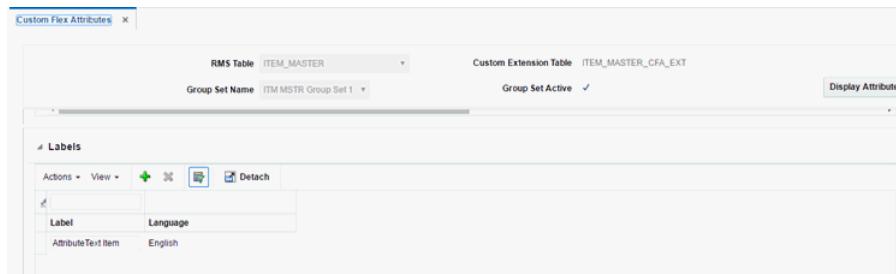 Custom Flex Attributes ×
RMS Table ITEM_MASTER Custom Extension Table ITEM_MASTER_CFA_EXT
Group Set Name ITM MSTR Group Set 1 Group Set Active ✓ Display Attribute
Labels
Actions View Detach
Label Language
AttributeText Item English